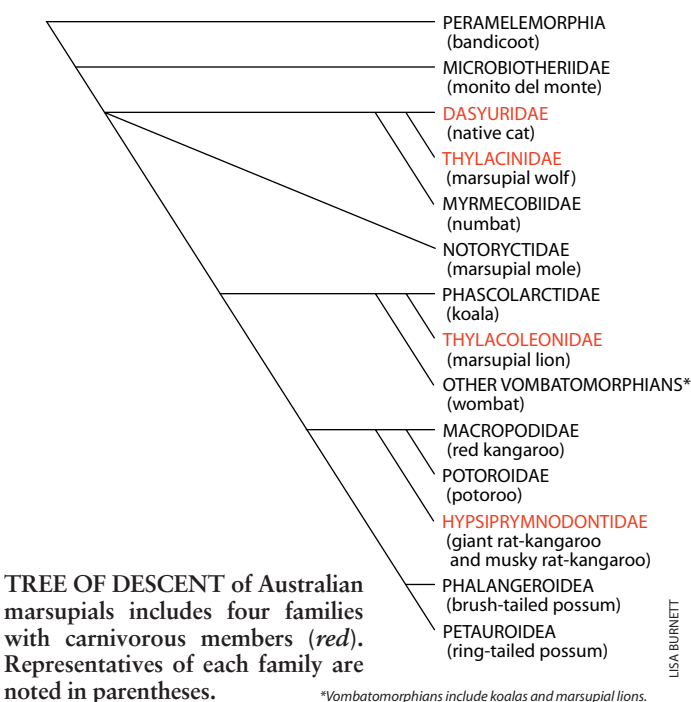 PERAMELEMORPHIA
(bandicoot)
MICROBIOTHERIIDAE
(monito del monte)
DASYURIDAE
(native cat)
THYLACINIDAE
(marsupial wolf)
MYRMECOBIIDAE
(numbat)
NOTORYCTIDAE
(marsupial mole)
PHASCOLARCTIDAE
(koala)
THYLACOLEONIDAE
(marsupial lion)
OTHER VOMBATOMORPHIANS*
(wombat)
MACROPODIDAE
(red kangaroo)
POTOROIDAE
(potoroo)
HYPSIPRYMNODONTIDAE
(giant rat-kangaroo
and musky rat-kangaroo)
PHALANGEROIDEA
(brush-tailed possum)
PETAUROIDEA
(ring-tailed possum)
TREE OF DESCENT of Australian
marsupials includes four families
with carnivorous members (red).
Representatives of each family are
noted in parentheses.
*Vombatomorphians include koalas and marsupial lions.
LISA BURNETT